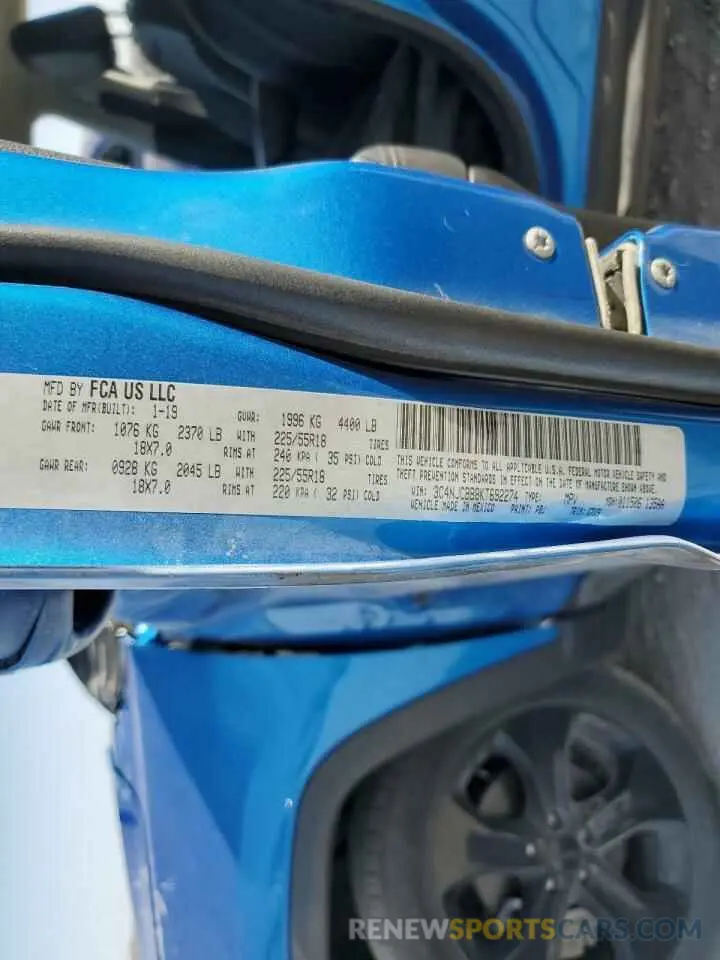 MFD BY FCA US LLC
DATE OF MFR(BUILT): 1-19 GVWR: 1996 KG 4400 LB
GAWR FRONT: 1076 KG 2370 LB WITH 225/55R18 TIRES
18X7.0 RIMS AT 240 KPA ( 35 PSI) COLD
GAWR REAR: 0928 KG 2045 LB WITH 225/55R18 TIRES
18X7.0 RIMS AT 220 KPA ( 32 PSI) COLD
THIS VEHICLE CONFORMS TO ALL APPLICABLE U.S.A. FEDERAL MOTOR VEHICLE SAFETY AND
THEFT PREVENTION STANDARDS IN EFFECT ON THE DATE OF MANUFACTURE SHOWN ABOVE.
VIN: 3C4NJCBB8KT692274 TYPE: MPV
VEHICLE MADE IN MEXICO PAINT: PBJ TRIM:
RENEWSPORTSCARS.COM